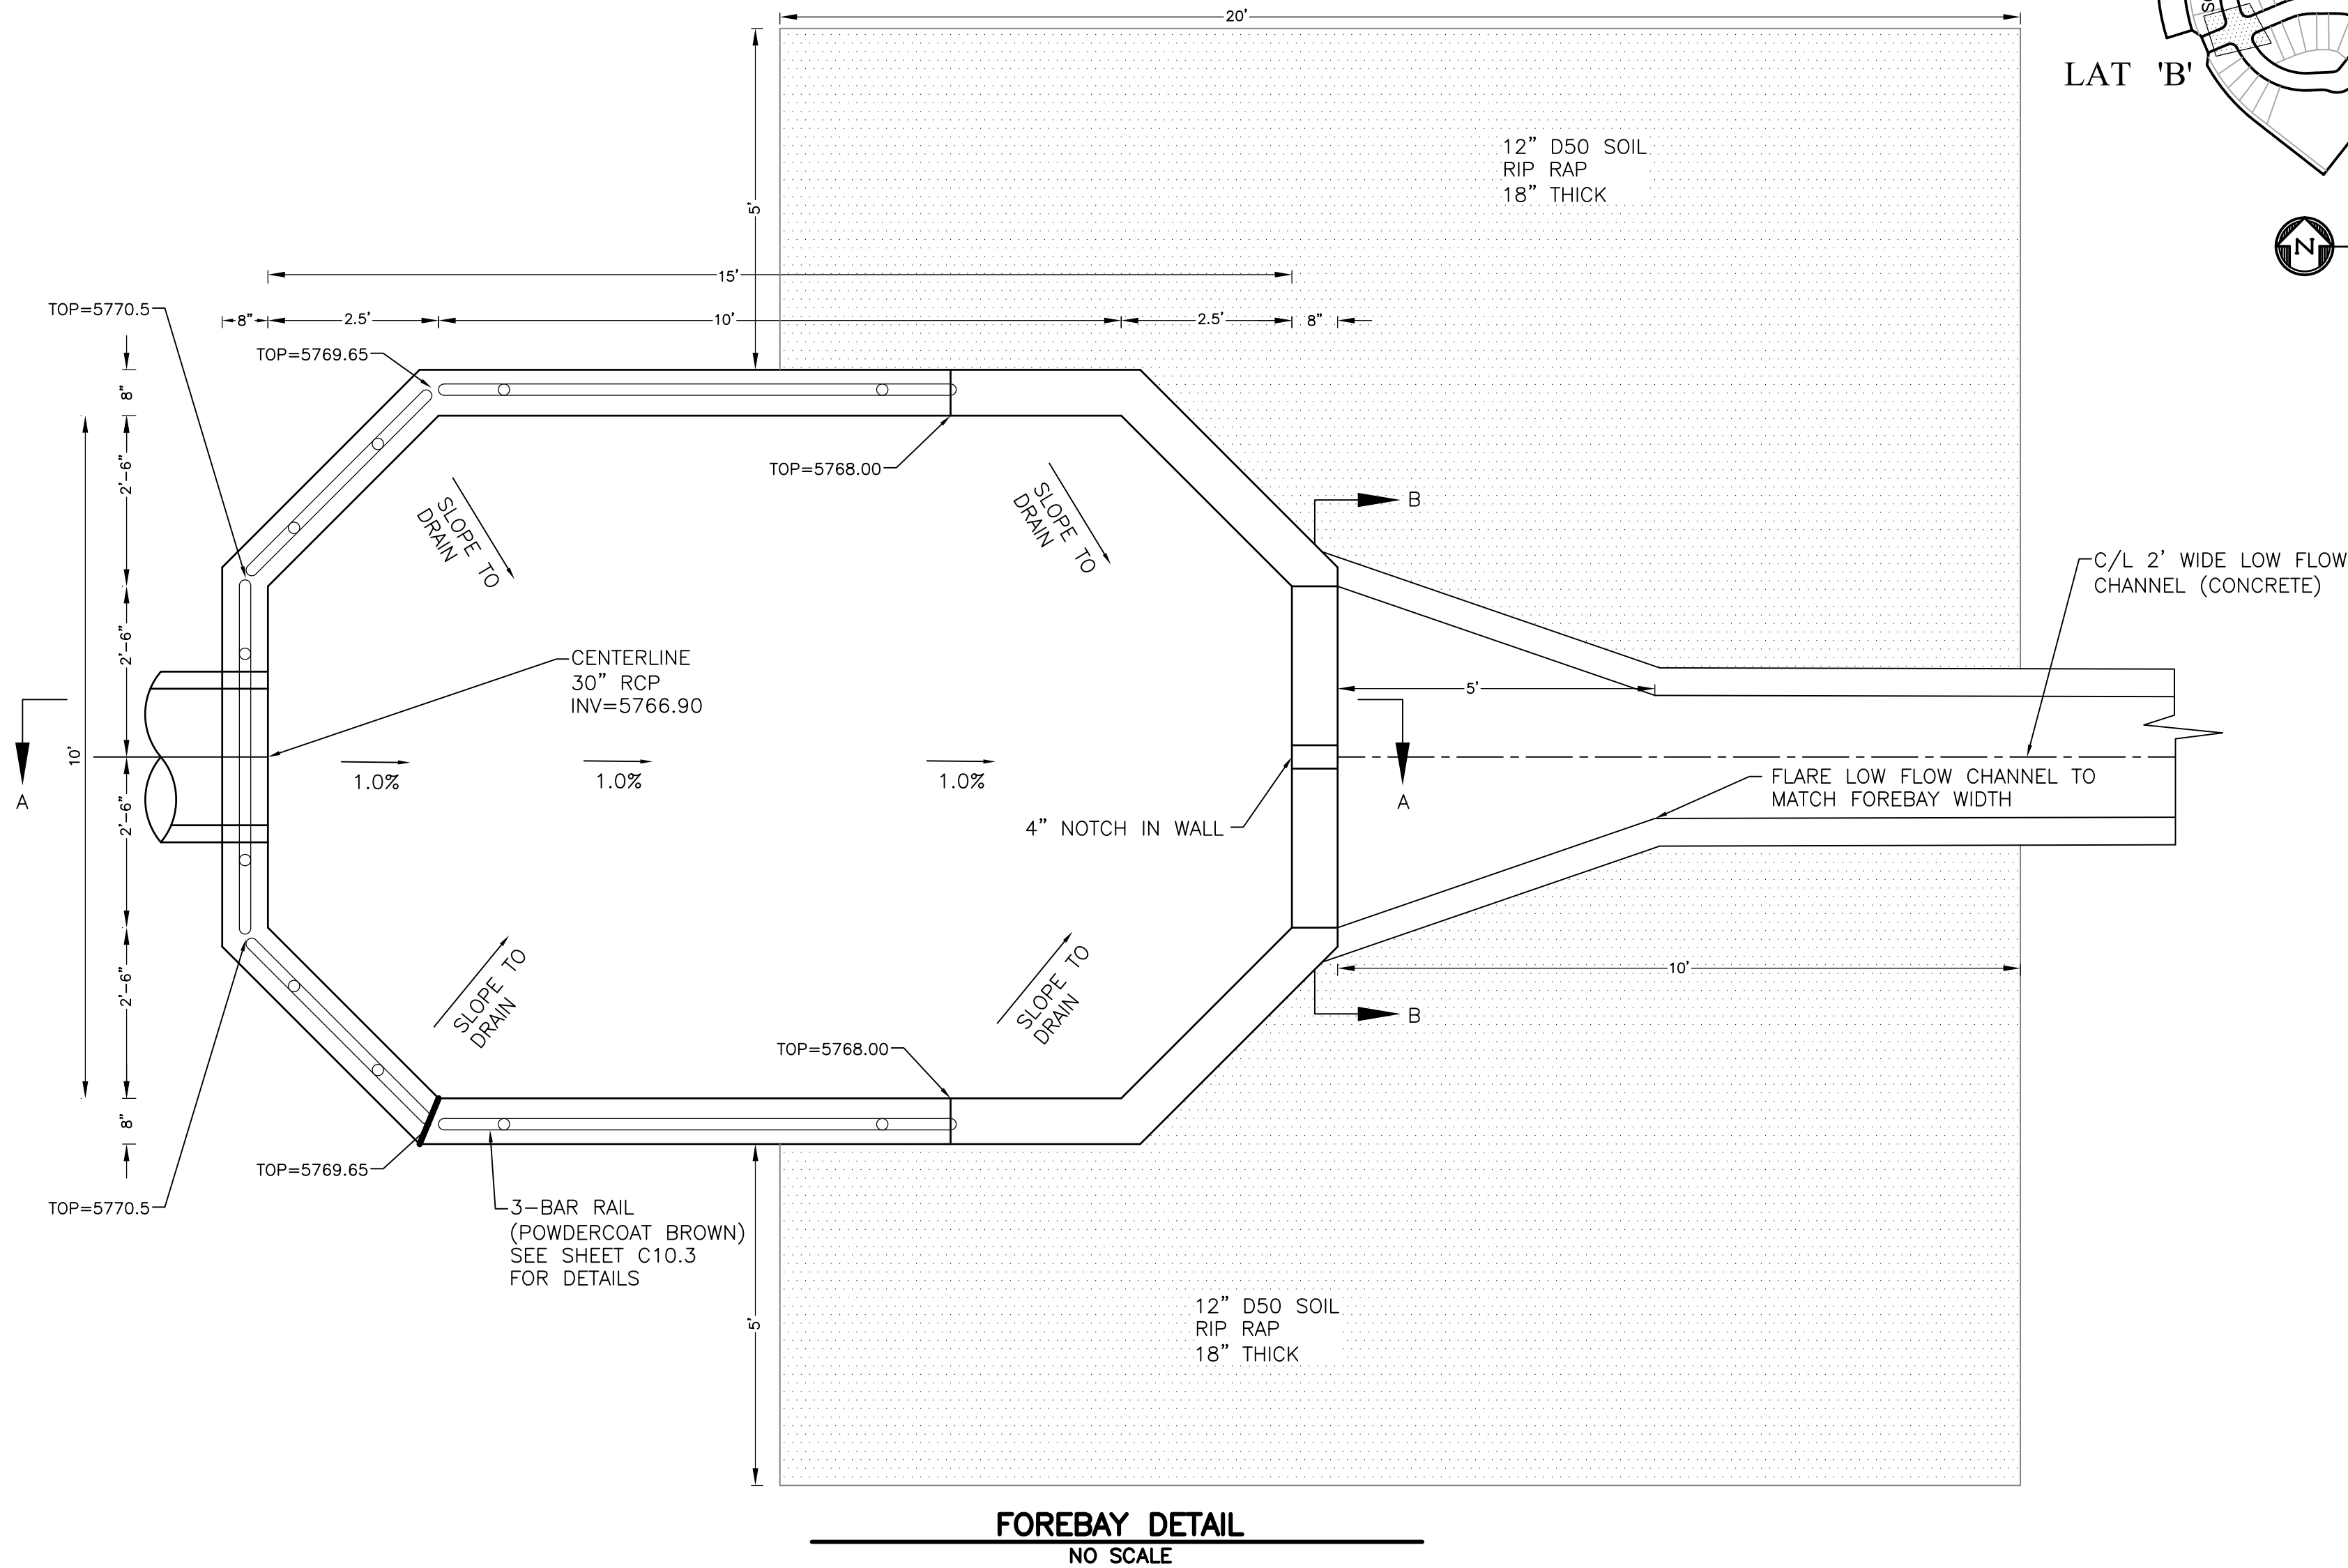 20'
LAT 'B'
12" D50 SOIL
RIP RAP
18" THICK
N
5'
15'
TOP=5770.5
8"
2.5'
10'
2.5'
8"
TOP=5769.65
8"
TOP=5768.00
2'-6"
SLOPE TO
DRAIN
SLOPE TO
DRAIN
B
C/L 2' WIDE LOW FLOW
CHANNEL (CONCRETE)
2'-6"
CENTERLINE
30" RCP
INV=5766.90
5'
10'
A
1.0%
1.0%
1.0%
A
FLARE LOW FLOW CHANNEL TO
MATCH FOREBAY WIDTH
2'-6"
4" NOTCH IN WALL
2'-6"
SLOPE TO
DRAIN
SLOPE TO
DRAIN
10'
B
TOP=5768.00
8"
TOP=5769.65
TOP=5770.5
3-BAR RAIL
(POWDERCOAT BROWN)
SEE SHEET C10.3
FOR DETAILS
5'
12" D50 SOIL
RIP RAP
18" THICK
FOREBAY DETAIL
NO SCALE